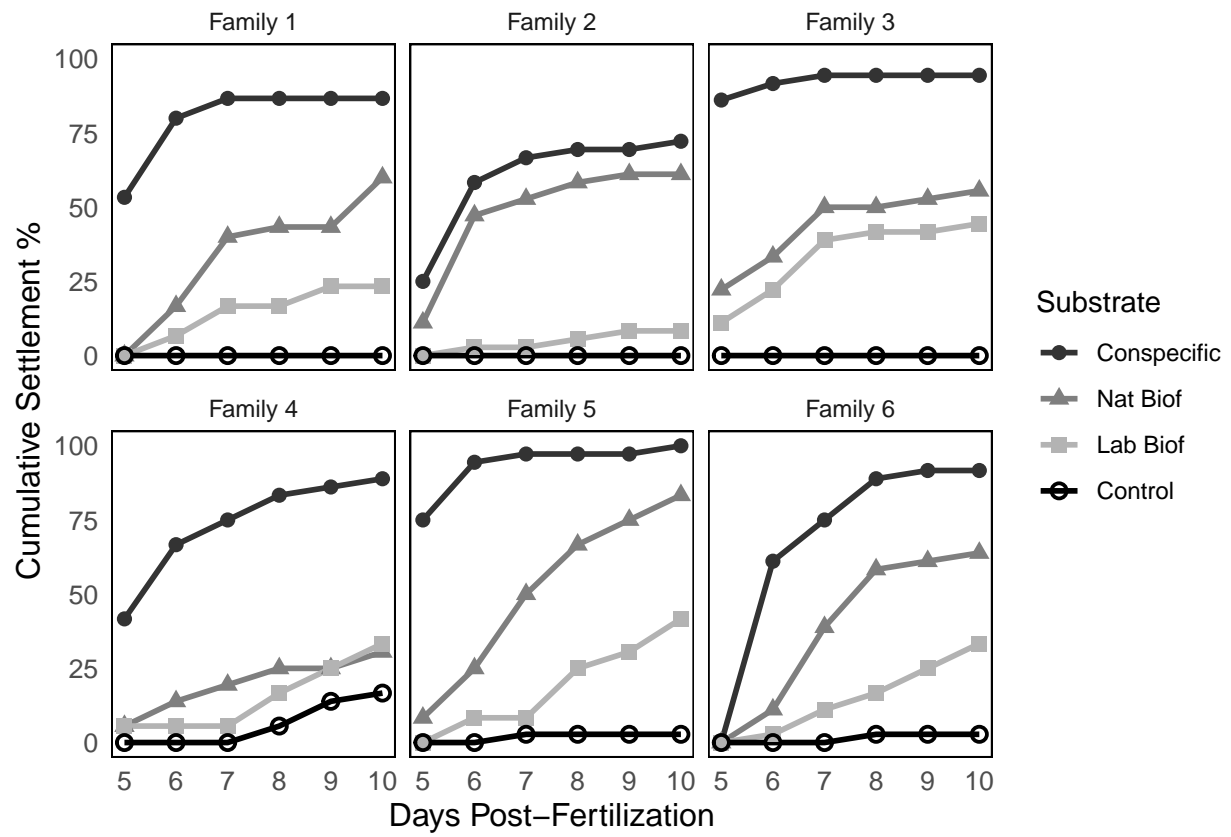 Family 1
Family 2
Family 3
100
75
50
25
0
Cumulative Settlement %
Family 4
Family 5
Family 6
100
75
50
25
0
5 6 7 8 9 10
5 6 7 8 9 10
5 6 7 8 9 10
Days Post−Fertilization
Substrate
Conspecific
Nat Biof
Lab Biof
Control